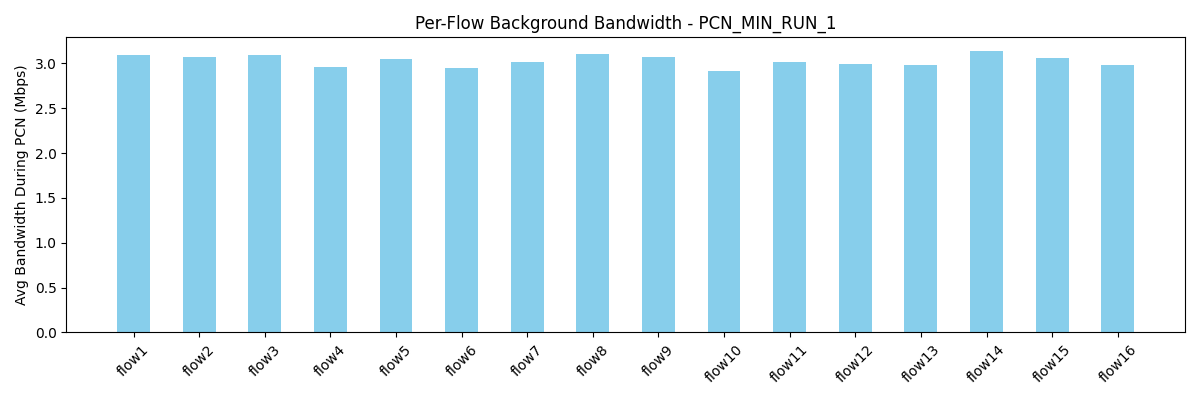 Per-Flow Background Bandwidth - PCN_MIN_RUN_1
Avg Bandwidth During PCN (Mbps)
3.0
2.5
2.0
1.5
1.0
0.5
0.0
flow1
flow2
flow3
flow4
flow5
flow6
flow7
flow8
flow9
flow10
flow11
flow12
flow13
flow14
flow15
flow16